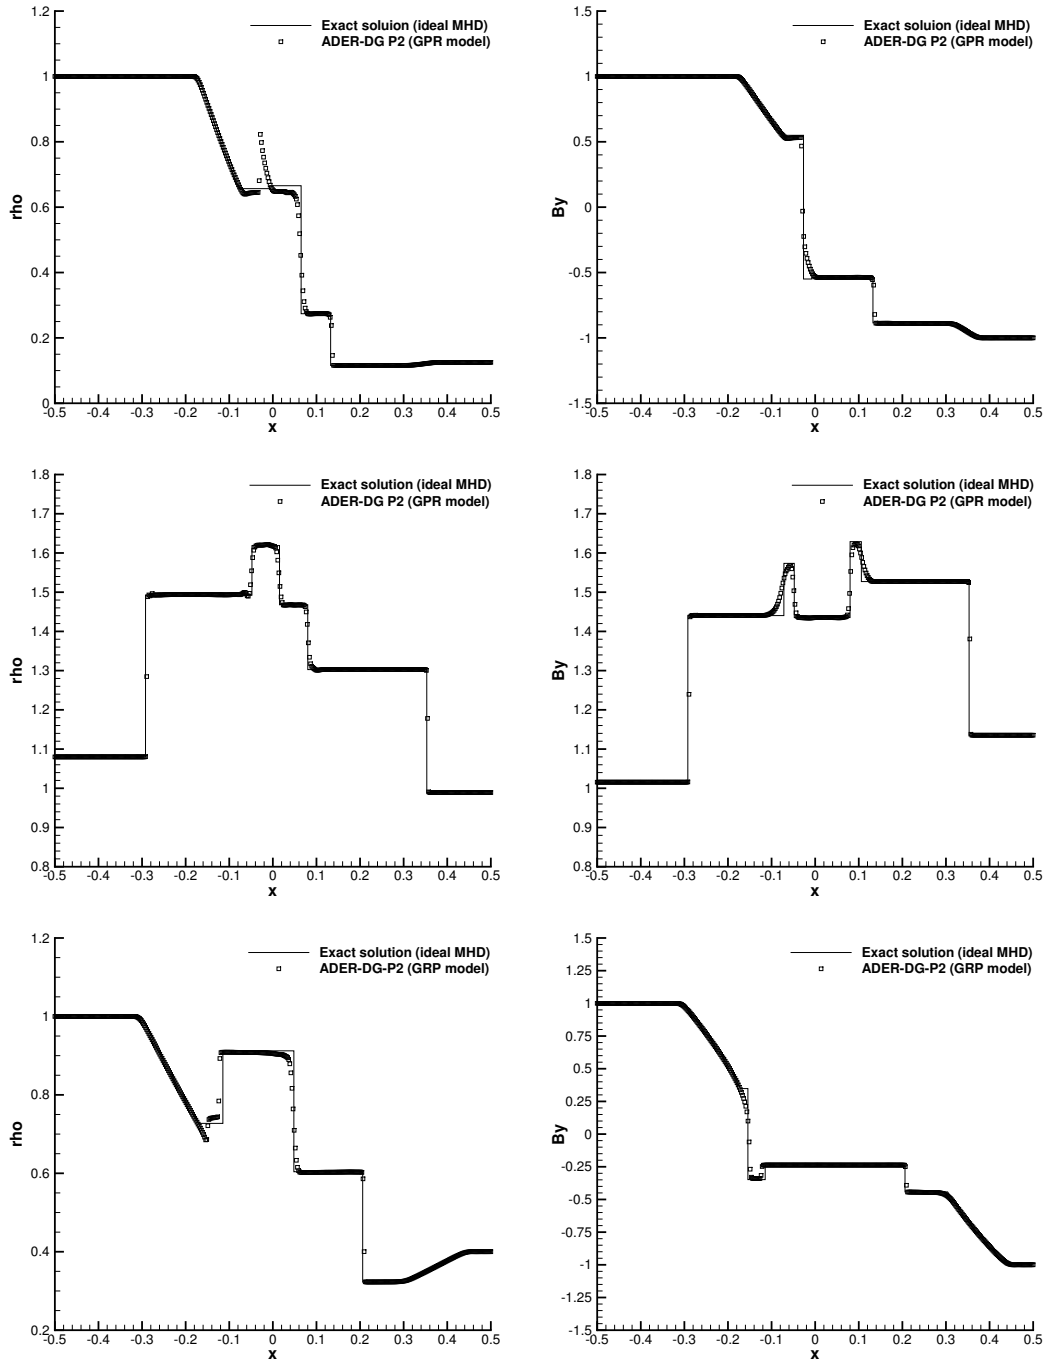 Exact soluion (ideal MHD)
ADER-DG P2 (GPR model)
rho
1.2
1
0.8
0.6
0.4
0.2
0
-0.5 -0.4 -0.3 -0.2 -0.1 0 0.1 0.2 0.3 0.4 0.5
x
Exact solution (ideal MHD)
ADER-DG P2 (GPR model)
By
1.5
1
0.5
0
-0.5
-1
-1.5
-0.5 -0.4 -0.3 -0.2 -0.1 0 0.1 0.2 0.3 0.4 0.5
x
Exact solution (ideal MHD)
ADER-DG P2 (GPR model)
rho
1.8
1.7
1.6
1.5
1.4
1.3
1.2
1.1
1
0.9
0.8
-0.5 -0.4 -0.3 -0.2 -0.1 0 0.1 0.2 0.3 0.4 0.5
x
Exact solution (ideal MHD)
ADER-DG P2 (GPR model)
By
1.8
1.7
1.6
1.5
1.4
1.3
1.2
1.1
1
0.9
0.8
-0.5 -0.4 -0.3 -0.2 -0.1 0 0.1 0.2 0.3 0.4 0.5
x
Exact solution (ideal MHD)
ADER-DG-P2 (GRP model)
rho
1.2
1
0.8
0.6
0.4
0.2
-0.5 -0.4 -0.3 -0.2 -0.1 0 0.1 0.2 0.3 0.4 0.5
x
Exact solution (ideal MHD)
ADER-DG-P2 (GRP model)
By
1.5
1.25
1
0.75
0.5
0.25
0
-0.25
-0.5
-0.75
-1
-1.25
-1.5
-0.5 -0.4 -0.3 -0.2 -0.1 0 0.1 0.2 0.3 0.4 0.5
x